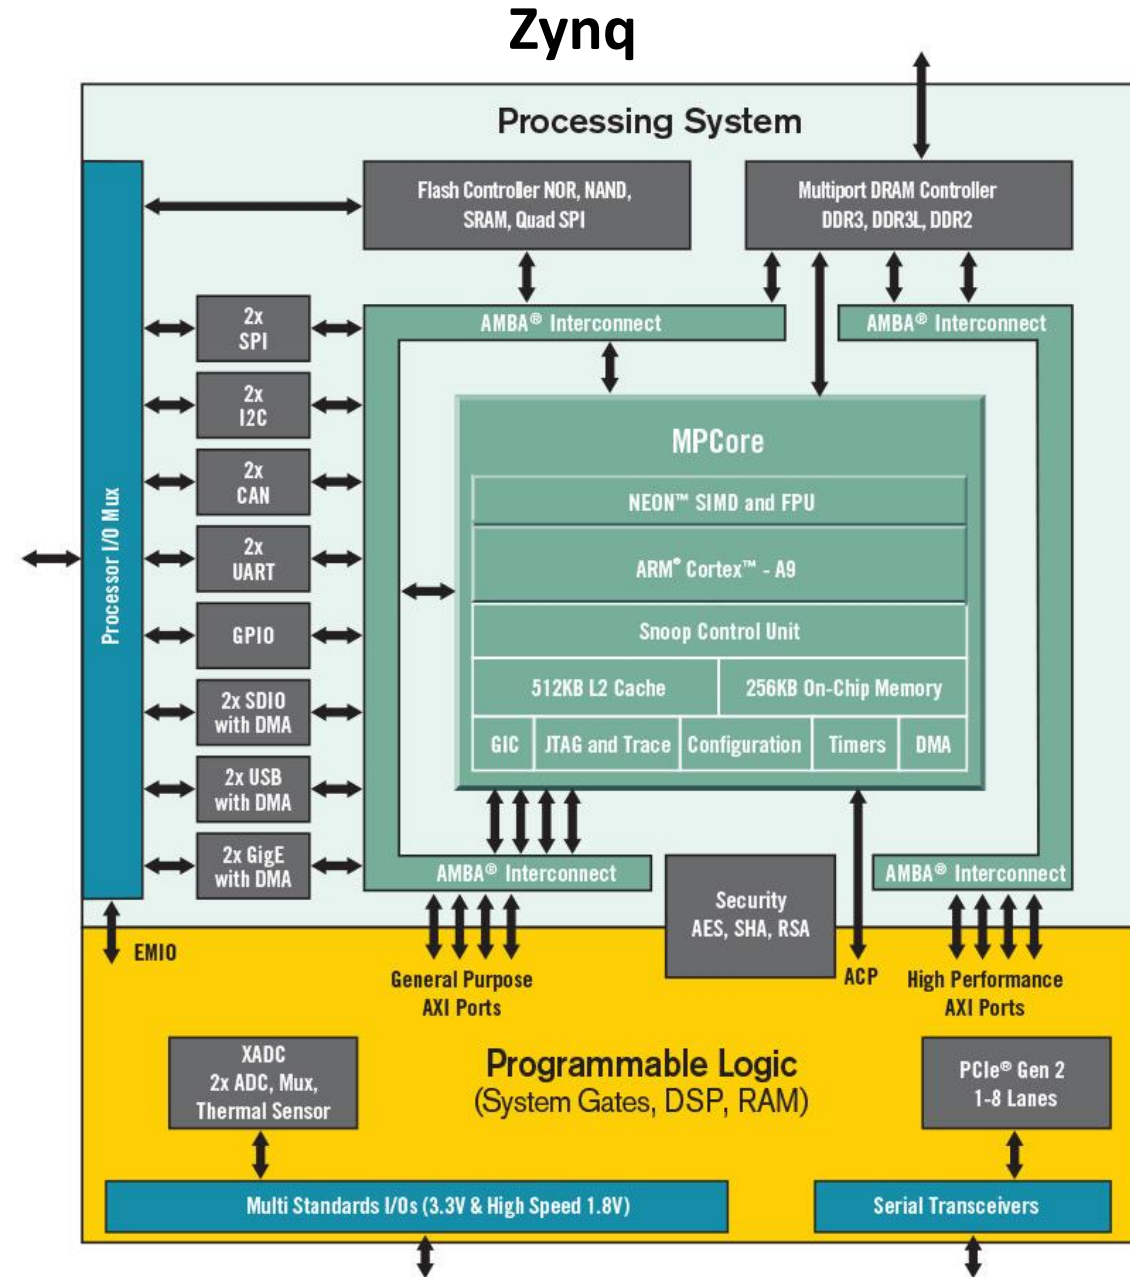 Zynq
Processing System
Flash Controller NOR, NAND,
SRAM, Quad SPI
Multiport DRAM Controller
DDR3, DDR3L, DDR2
AMBA® Interconnect
AMBA® Interconnect
Processor I/O Mux
2x
SPI
2x
I2C
2x
CAN
2x
UART
GPIO
2x SDIO
with DMA
2x USB
with DMA
2x GigE
with DMA
MPCore
NEON™ SIMD and FPU
ARM® Cortex™ - A9
Snoop Control Unit
512KB L2 Cache
256KB On-Chip Memory
GIC
JTAG and Trace
Configuration
Timers
DMA
AMBA® Interconnect
AMBA® Interconnect
Security
AES, SHA, RSA
EMIO
General Purpose
AXI Ports
ACP
High Performance
AXI Ports
XADC
2x ADC, Mux,
Thermal Sensor
Programmable Logic
(System Gates, DSP, RAM)
PCIe® Gen 2
1-8 Lanes
Multi Standards I/Os (3.3V & High Speed 1.8V)
Serial Transceivers